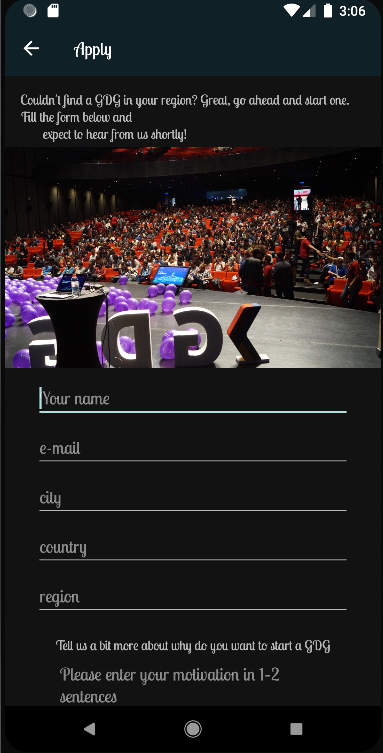 3:06
Apply
Couldn't find a GDG in your region? Great, go ahead and start one.
Fill the form below and
expect to hear from us shortly!
GDG
Your name
e-mail
city
country
region
Tell us a bit more about why do you want to start a GDG
Please enter your motivation in 1-2
sentences